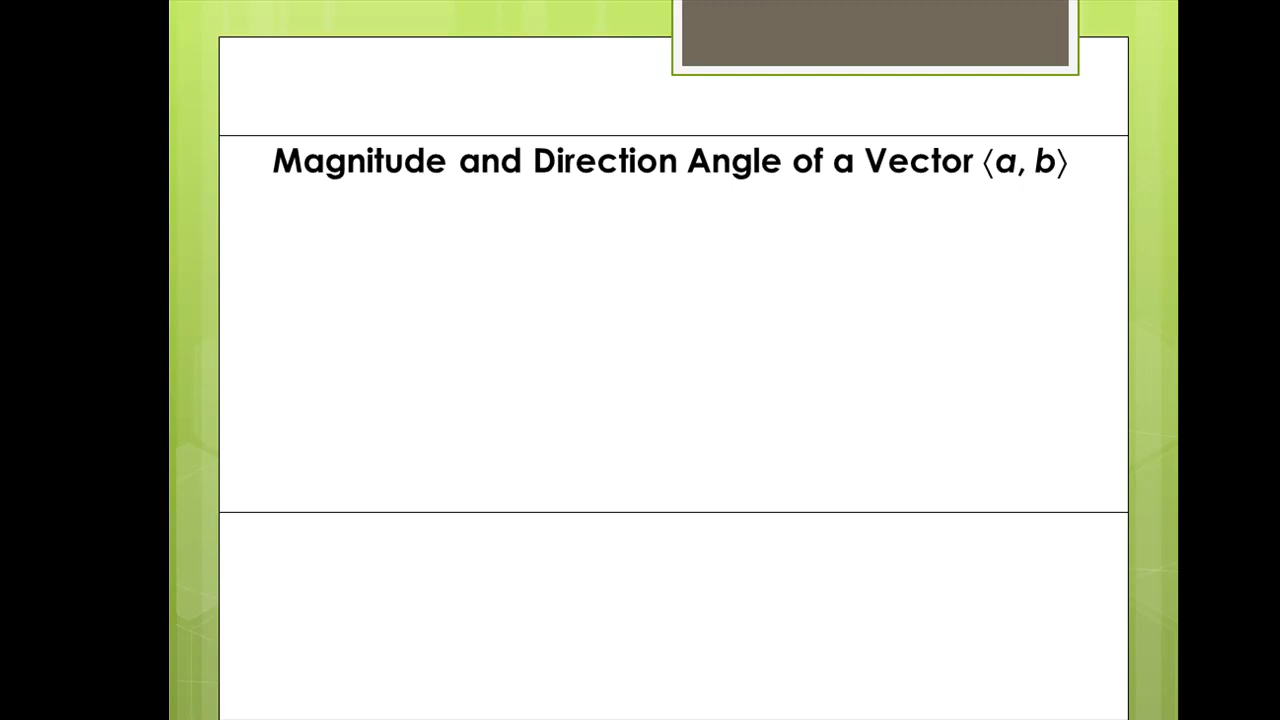 Magnitude and Direction Angle of a Vector 〈a, b〉